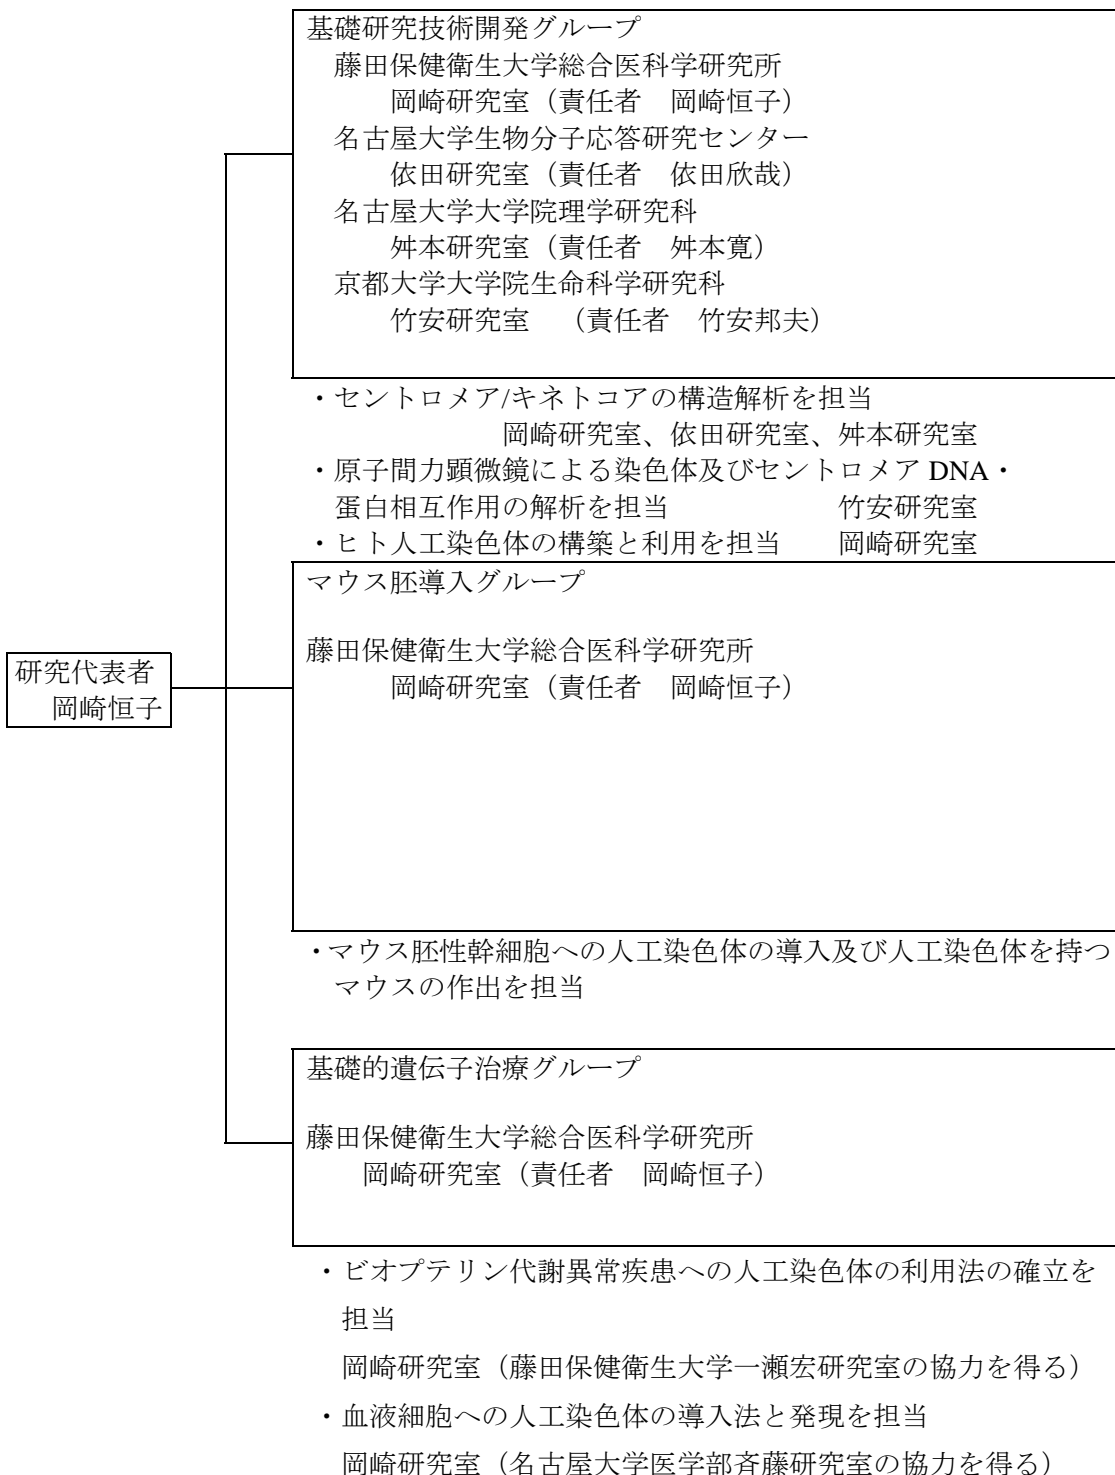 基礎研究技術開発グループ
藤田保健衛生大学総合医科学研究所
岡崎研究室（責任者　岡崎恒子）
名古屋大学生物分子応答研究センター
依田研究室（責任者　依田欣哉）
名古屋大学大学院理学研究科
舛本研究室（責任者　舛本寛）
京都大学大学院生命科学研究科
竹安研究室　（責任者　竹安邦夫）
・セントロメア/キネトコアの構造解析を担当
岡崎研究室、依田研究室、舛本研究室
・原子間力顕微鏡による染色体及びセントロメア DNA・
蛋白相互作用の解析を担当　　　　　　竹安研究室
・ヒト人工染色体の構築と利用を担当　　岡崎研究室
研究代表者
岡崎恒子
マウス胚導入グループ
藤田保健衛生大学総合医科学研究所
岡崎研究室（責任者　岡崎恒子）
・マウス胚性幹細胞への人工染色体の導入及び人工染色体を持つ
マウスの作出を担当
基礎的遺伝子治療グループ
藤田保健衛生大学総合医科学研究所
岡崎研究室（責任者　岡崎恒子）
・ビオプテリン代謝異常疾患への人工染色体の利用法の確立を
担当
岡崎研究室（藤田保健衛生大学一瀬宏研究室の協力を得る）
・血液細胞への人工染色体の導入法と発現を担当
岡崎研究室（名古屋大学医学部斉藤研究室の協力を得る）